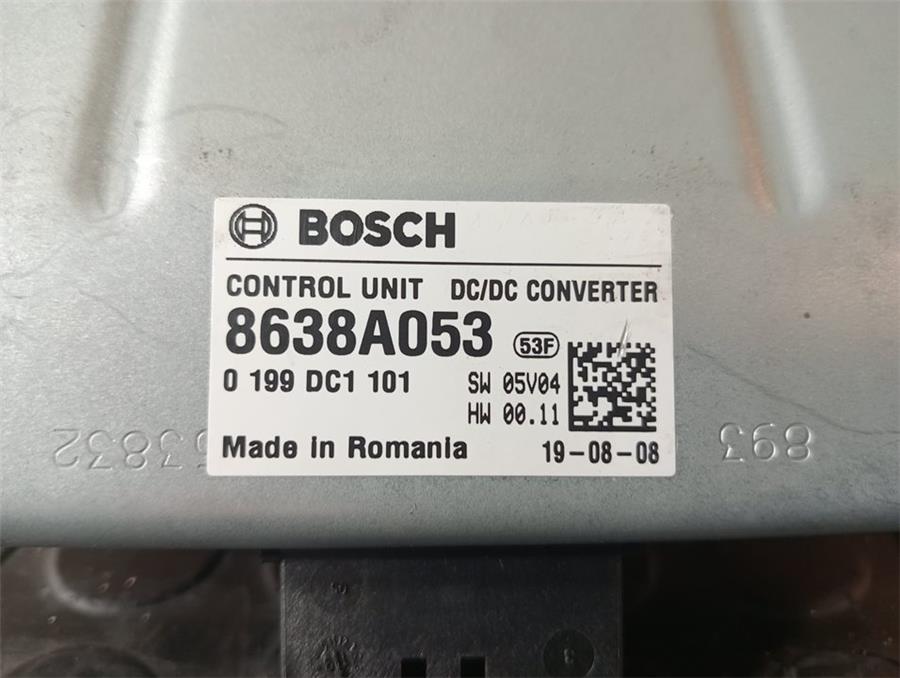 BOSCH
CONTROL UNIT DC/DC CONVERTER
8638A053 53F
0 199 DC1 101 SW 05V04
HW 00.11
Made in Romania 19-08-08